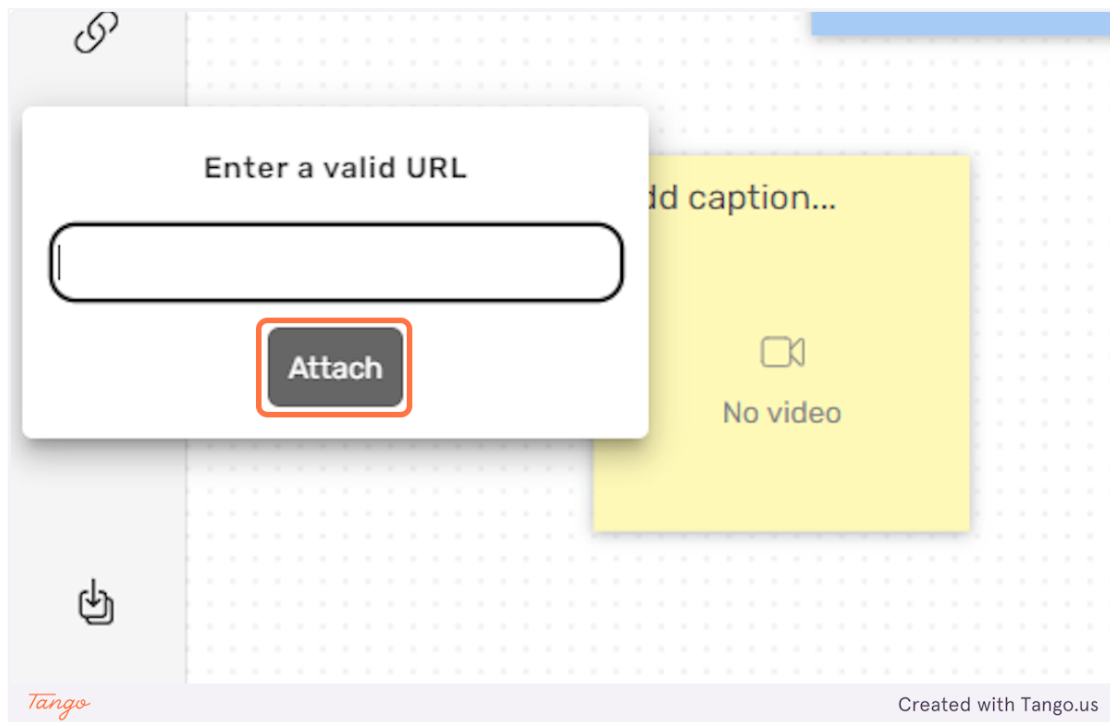 Enter a valid URL
dd caption...
Attach
No video
Tango
Created with Tango.us